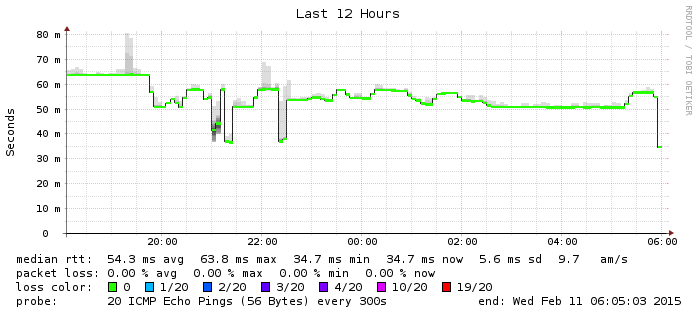 Last 12 Hours
RRDTOOL / TOBI OETIKER
Seconds
80 m
70 m
60 m
50 m
40 m
30 m
20 m
10 m
0
20:00 22:00 00:00 02:00 04:00 06:00
median rtt: 54.3 ms avg 63.8 ms max 34.7 ms min 34.7 ms now 5.6 ms sd 9.7 am/s
packet loss: 0.00 % avg 0.00 % max 0.00 % min 0.00 % now
loss color: 0 1/20 2/20 3/20 4/20 10/20 19/20
probe: 20 ICMP Echo Pings (56 Bytes) every 300s end: Wed Feb 11 06:05:03 2015